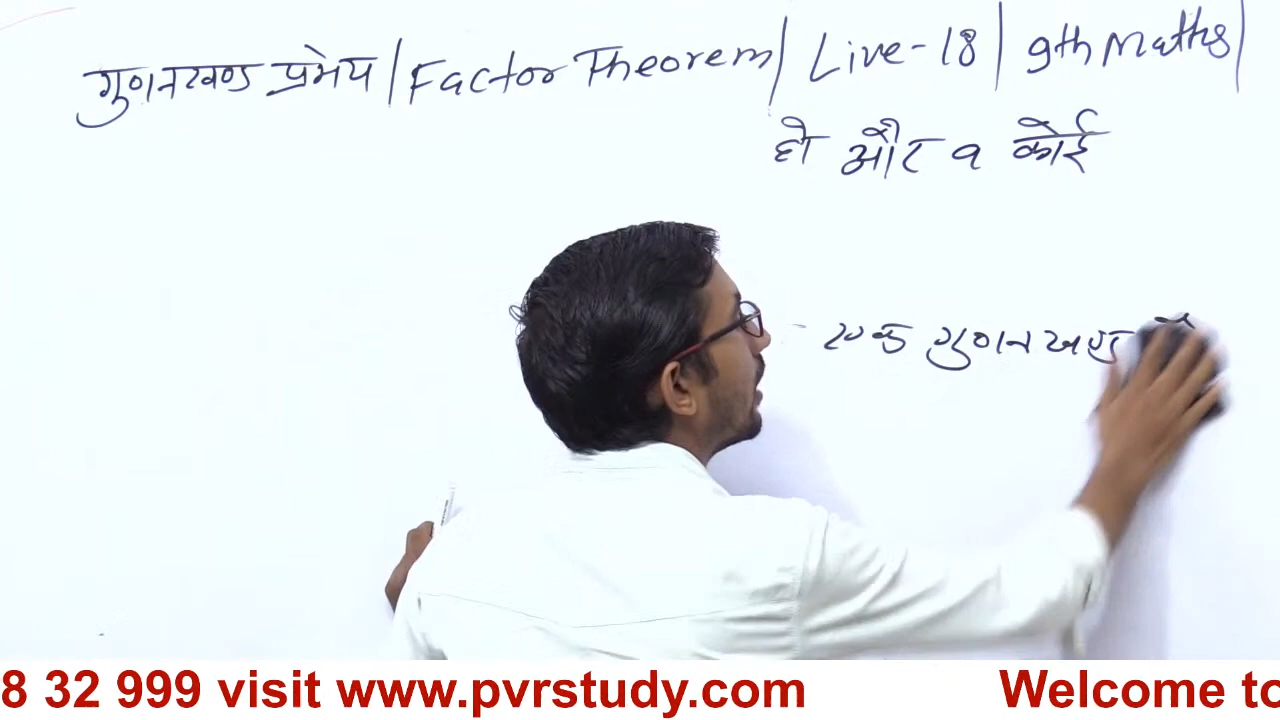 गुणनखण्ड प्रमेय | Factor Theorem | Live-18 | 9th Maths |
हो और a कोई
एक गुणनखण्ड
8 32 999 visit www.pvrstudy.com Welcome to